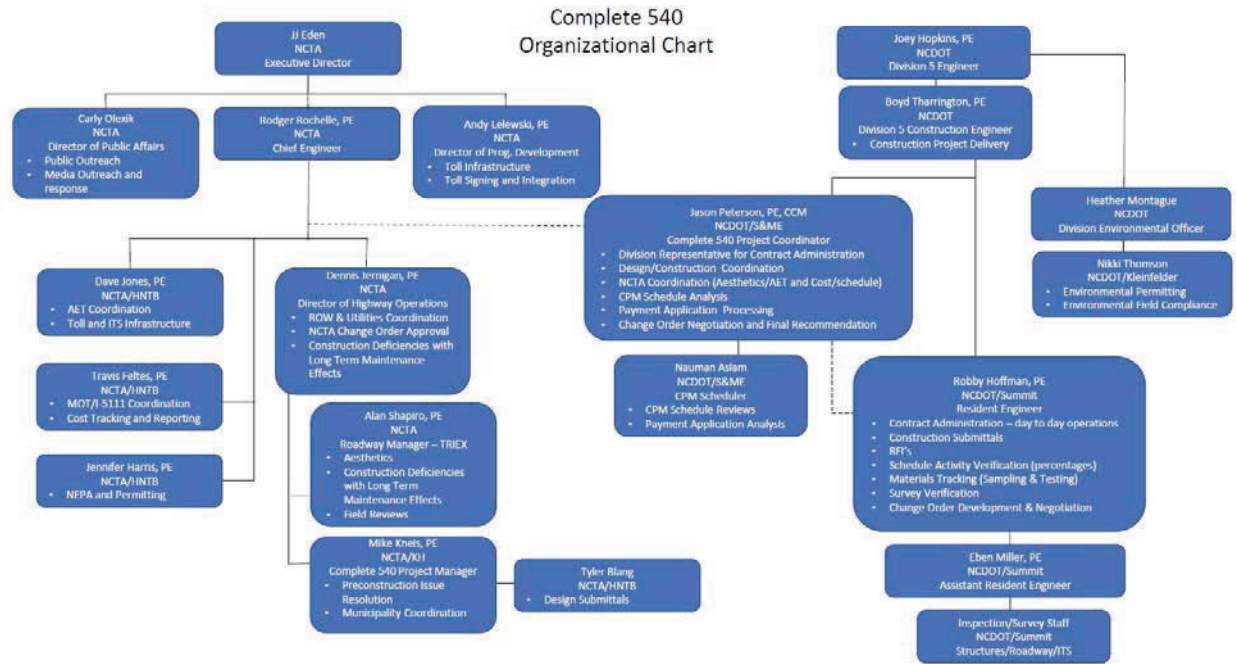 Complete 540
Organizational Chart
JJ Eden
NCTA
Executive Director
Carly Olexik
NCTA
Director of Public Affairs
• Public Outreach
• Media Outreach and
response
Rodger Rochelle, PE
NCTA
Chief Engineer
Andy Lelewski, PE
NCTA
Director of Prog. Development
• Toll Infrastructure
• Toll Signing and Integration
Dave Jones, PE
NCTA/HNTB
• AET Coordination
• Toll and ITS Infrastructure
Travis Feltes, PE
NCTA/HNTB
• MOT/I-5111 Coordination
• Cost Tracking and Reporting
Jennifer Harris, PE
NCTA/HNTB
• NEPA and Permitting
Dennis Jernigan, PE
NCTA
Director of Highway Operations
• ROW & Utilities Coordination
• NCTA Change Order Approval
• Construction Deficiencies with
Long Term Maintenance
Effects
Alan Shapiro, PE
NCTA
Roadway Manager – TRIEX
• Aesthetics
• Construction Deficiencies
with Long Term
Maintenance Effects
• Field Reviews
Mike Kneis, PE
NCTA/KH
Complete 540 Project Manager
• Preconstruction Issue
Resolution
• Municipality Coordination
Tyler Blang
NCTA/HNTB
• Design Submittals
Joey Hopkins, PE
NCDOT
Division 5 Engineer
Boyd Tharrington, PE
NCDOT
Division 5 Construction Engineer
• Construction Project Delivery
Jason Peterson, PE, CCM
NCDOT/S&ME
Complete 540 Project Coordinator
• Division Representative for Contract Administration
• Design/Construction Coordination
• NCTA Coordination (Aesthetics/AET and Cost/schedule)
• CPM Schedule Analysis
• Payment Application Processing
• Change Order Negotiation and Final Recommendation
Nauman Aslam
NCDOT/S&ME
CPM Scheduler
• CPM Schedule Reviews
• Payment Application Analysis
Heather Montague
NCDOT
Division Environmental Officer
Nikki Thomson
NCDOT/Kleinfelder
• Environmental Permitting
• Environmental Field Compliance
Robby Hoffman, PE
NCDOT/Summit
Resident Engineer
• Contract Administration – day to day operations
• Construction Submittals
• RFI's
• Schedule Activity Verification (percentages)
• Materials Tracking (Sampling & Testing)
• Survey Verification
• Change Order Development & Negotiation
Eben Miller, PE
NCDOT/Summit
Assistant Resident Engineer
Inspection/Survey Staff
NCDOT/Summit
Structures/Roadway/ITS